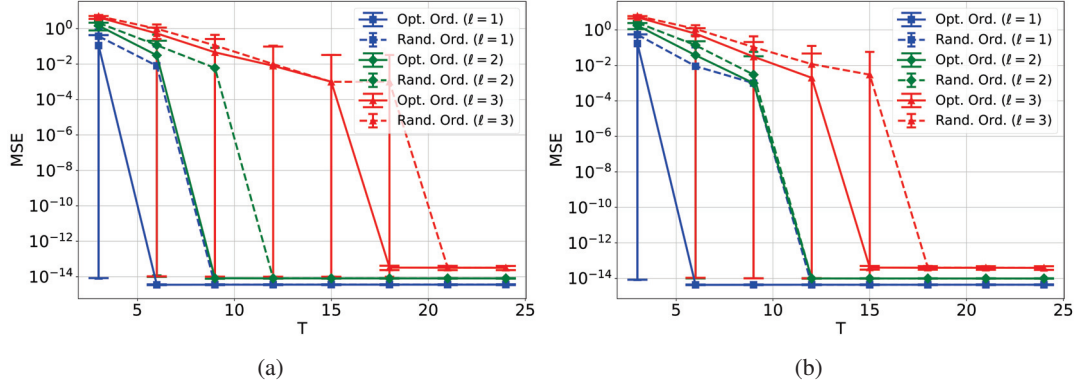 10^0
10^-2
10^-4
10^-6
10^-8
10^-10
10^-12
10^-14
MSE
5
10
15
20
25
T
Opt. Ord. (ℓ = 1)
Rand. Ord. (ℓ = 1)
Opt. Ord. (ℓ = 2)
Rand. Ord. (ℓ = 2)
Opt. Ord. (ℓ = 3)
Rand. Ord. (ℓ = 3)
(a)
10^0
10^-2
10^-4
10^-6
10^-8
10^-10
10^-12
10^-14
MSE
5
10
15
20
25
T
Opt. Ord. (ℓ = 1)
Rand. Ord. (ℓ = 1)
Opt. Ord. (ℓ = 2)
Rand. Ord. (ℓ = 2)
Opt. Ord. (ℓ = 3)
Rand. Ord. (ℓ = 3)
(b)